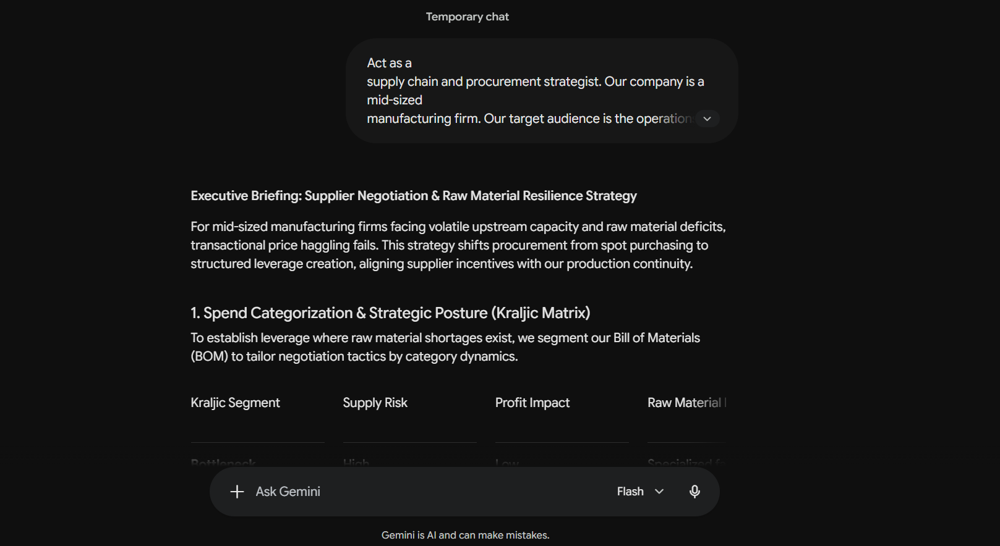 Temporary chat
Act as a
supply chain and procurement strategist. Our company is a
mid-sized
manufacturing firm. Our target audience is the operation
Executive Briefing: Supplier Negotiation & Raw Material Resilience Strategy
For mid-sized manufacturing firms facing volatile upstream capacity and raw material deficits,
transactional price haggling fails. This strategy shifts procurement from spot purchasing to
structured leverage creation, aligning supplier incentives with our production continuity.
1. Spend Categorization & Strategic Posture (Kraljic Matrix)
To establish leverage where raw material shortages exist, we segment our Bill of Materials
(BOM) to tailor negotiation tactics by category dynamics.
Kraljic Segment Supply Risk Profit Impact Raw Material
Bottleneck High Low Specialized
Ask Gemini Flash
Gemini is AI and can make mistakes.